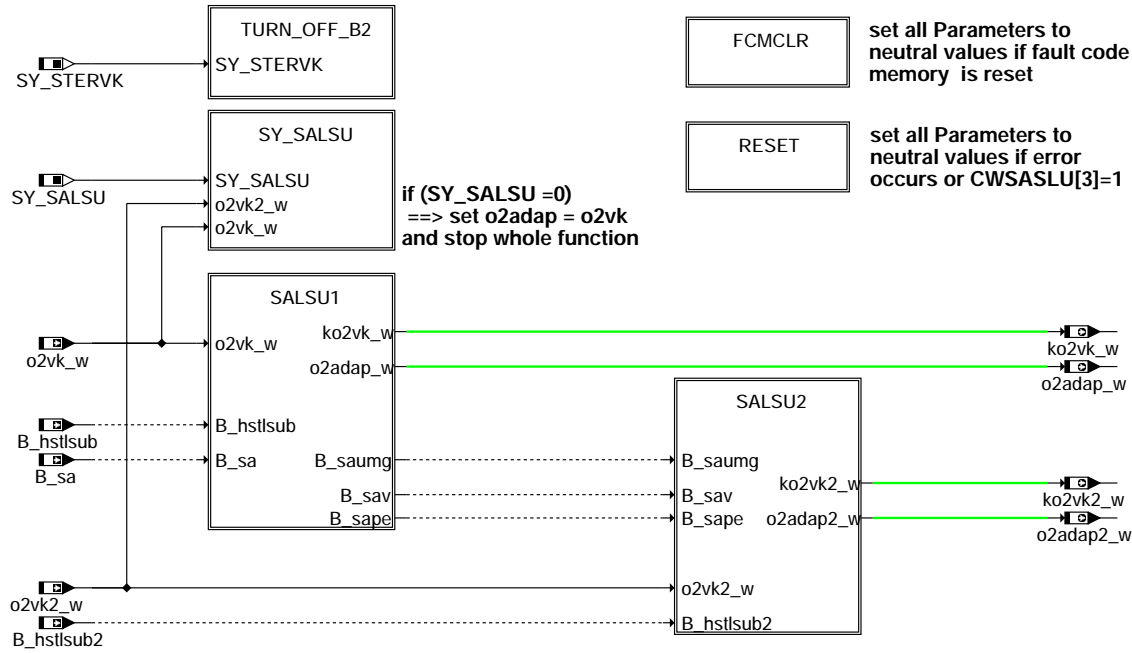 TURN_OFF_B2
SY_STERVK
SY_STERVK
FCMCLR
set all Parameters to
neutral values if fault code
memory is reset
SY_SALSU
SY_SALSU
SY_SALSU
o2vk2_w
o2vk_w
if (SY_SALSU =0)
==> set o2adap = o2vk
and stop whole function
RESET
set all Parameters to
neutral values if error
occurs or CWSASLU[3]=1
SALSU1
o2vk_w
o2vk_w
ko2vk_w
ko2vk_w
o2adap_w
o2adap_w
B_hstlsub
B_hstlsub
B_sa
B_sa
B_saumg
B_sav
B_sape
SALSU2
B_saumg
B_sav
B_sape
ko2vk2_w
ko2vk2_w
o2adap2_w
o2adap2_w
o2vk2_w
o2vk2_w
B_hstlsub2
B_hstlsub2